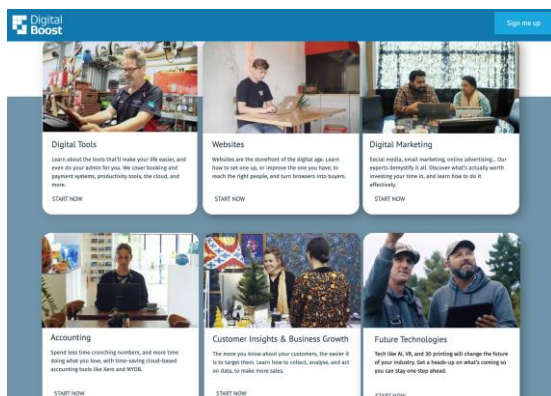 Digital
Boost
Sign me up
Digital Tools
Learn about the tools that'll make your life easier, and
even do your admin for you. We cover booking and
payment systems, productivity tools, the cloud, and
more.
START NOW
Websites
Websites are the storefront of the digital age. Learn
how to set one up, or improve the one you have, to
reach the right people, and turn browsers into buyers.
START NOW
Digital Marketing
Social media, email marketing, online advertising... Our
experts demystify it all. Discover what's actually worth
investing your time in, and learn how to do it
effectively.
START NOW
Accounting
Spend less time crunching numbers, and more time
doing what you love, with time-saving cloud-based
accounting tools like Xero and MYOB.
START NOW
Customer Insights & Business Growth
The more you know about your customers, the easier it
is to target them. Learn how to collect, analyse, and act
on data, to make more sales.
START NOW
Future Technologies
Tech like AI, VR, and 3D printing will change the future
of your industry. Get a heads-up on what's coming so
you can stay one step ahead.
START NOW